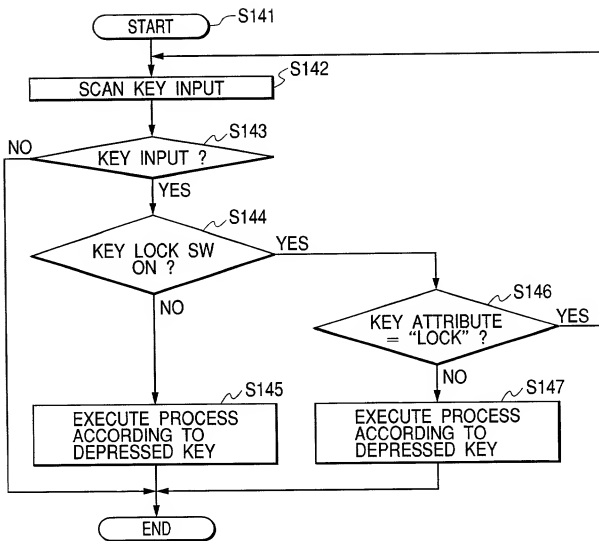 START
S141
S142
SCAN KEY INPUT
S143
NO
KEY INPUT ?
YES
S144
KEY LOCK SW
ON ?
YES
NO
S146
KEY ATTRIBUTE
= “LOCK” ?
YES
NO
S145
EXECUTE PROCESS
ACCORDING TO
DEPRESSED KEY
S147
EXECUTE PROCESS
ACCORDING TO
DEPRESSED KEY
END